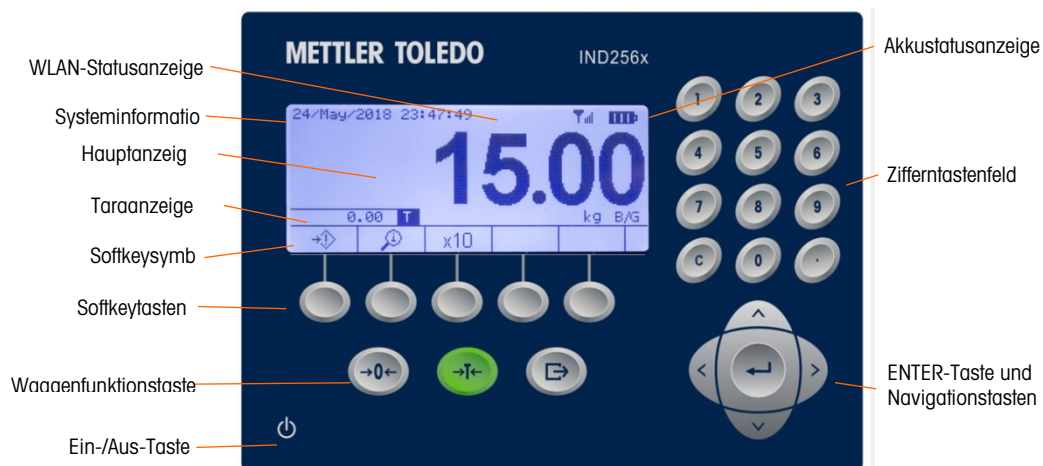 METTLER TOLEDO
IND256x
WLAN-Statusanzeige
Akkustatusanzeige
Systeminformatio
24/May/2018 23:47:49
Hauptanzeig
15.00
Taraanzeige
0.00 T
kg B/G
Softkeysymb
x10
Softkeytasten
1 2 3
4 5 6
7 8 9
C 0 .
Zifferntastenfeld
Waagenfunktionstaste
→0←
→T←
ENTER-Taste und
Navigationstasten
Ein-/Aus-Taste